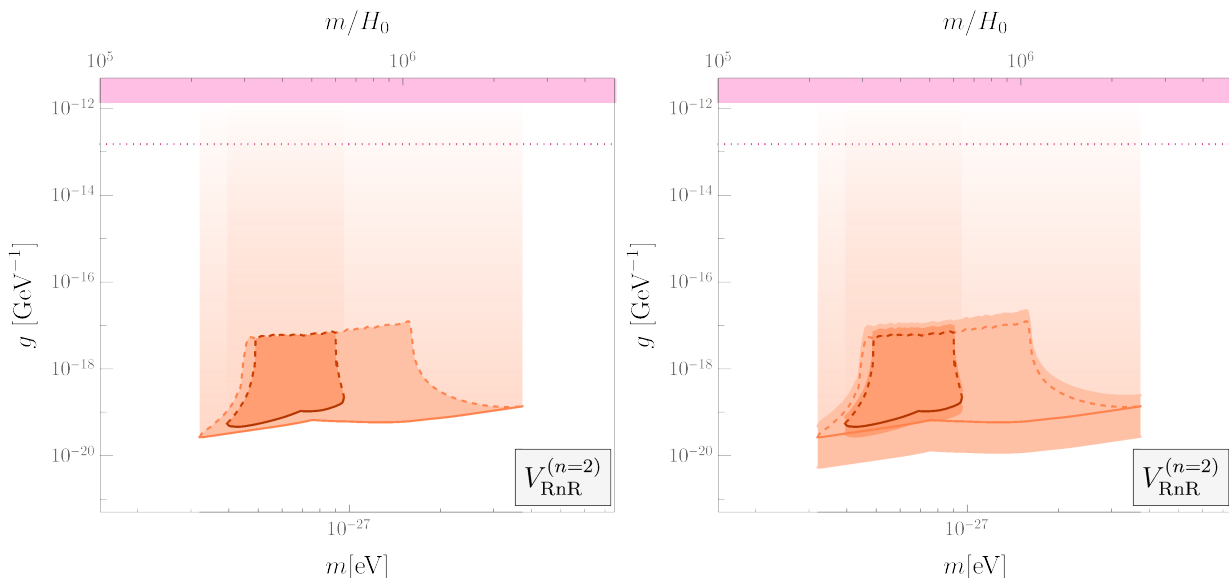 m/H₀
10⁵ 10⁶
10⁻¹²
10⁻¹⁴
10⁻¹⁶
10⁻¹⁸
10⁻²⁰
g [GeV⁻¹]
V_RnR^(n=2)
10⁻²⁷
m[eV]
m/H₀
10⁵ 10⁶
10⁻¹²
10⁻¹⁴
10⁻¹⁶
10⁻¹⁸
10⁻²⁰
g [GeV⁻¹]
V_RnR^(n=2)
10⁻²⁷
m[eV]